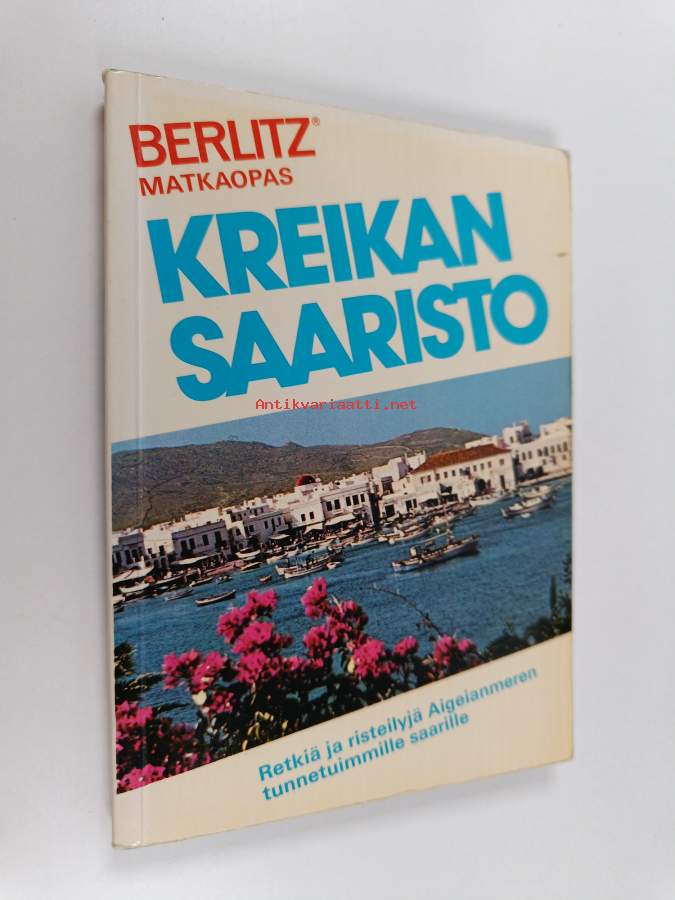 BERLITZ®
MATKAOPAS
KREIKAN
SAARISTO
Antikvariaatti.net
Retkiä ja risteilyjä Aigeianmeren
tunnetuimmille saarille